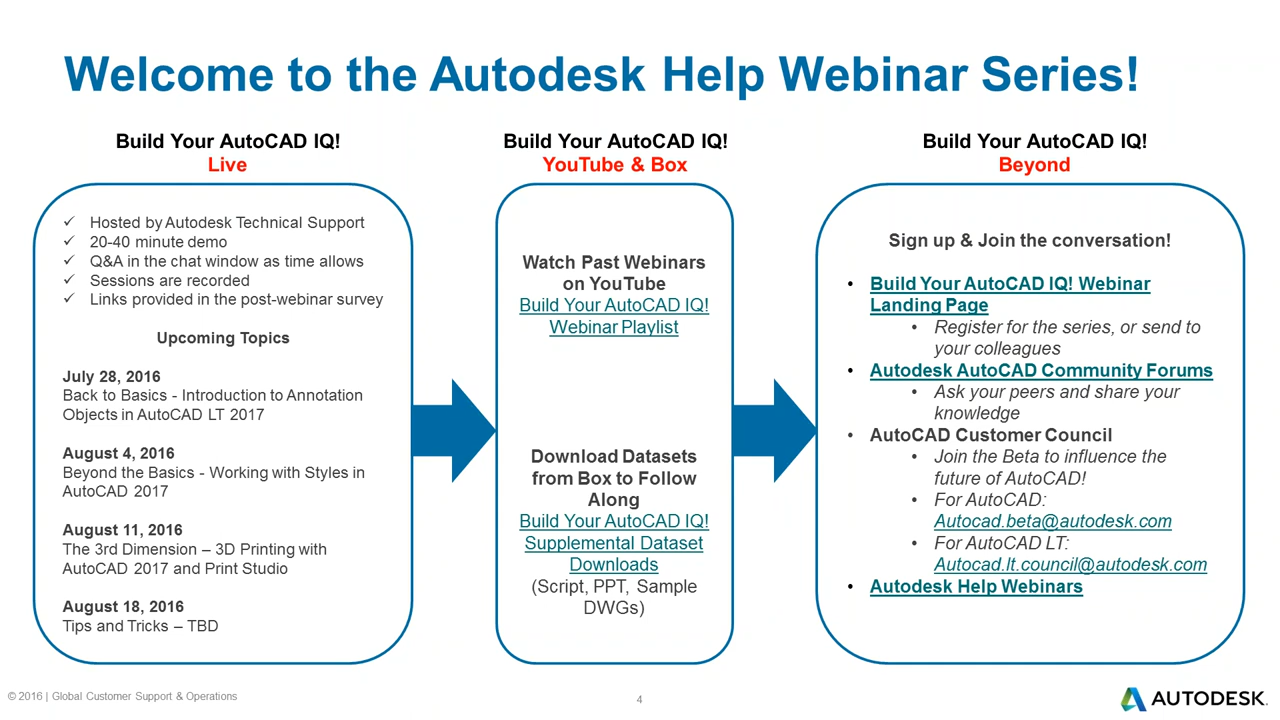 Welcome to the Autodesk Help Webinar Series!
Build Your AutoCAD IQ!
Live
✓ Hosted by Autodesk Technical Support
✓ 20-40 minute demo
✓ Q&A in the chat window as time allows
✓ Sessions are recorded
✓ Links provided in the post-webinar survey
Upcoming Topics
July 28, 2016
Back to Basics - Introduction to Annotation
Objects in AutoCAD LT 2017
August 4, 2016
Beyond the Basics - Working with Styles in
AutoCAD 2017
August 11, 2016
The 3rd Dimension – 3D Printing with
AutoCAD 2017 and Print Studio
August 18, 2016
Tips and Tricks – TBD
Build Your AutoCAD IQ!
YouTube & Box
Watch Past Webinars
on YouTube
Build Your AutoCAD IQ!
Webinar Playlist
Download Datasets
from Box to Follow
Along
Build Your AutoCAD IQ!
Supplemental Dataset
Downloads
(Script, PPT, Sample
DWGs)
Build Your AutoCAD IQ!
Beyond
Sign up & Join the conversation!
• Build Your AutoCAD IQ! Webinar
Landing Page
• Register for the series, or send to
your colleagues
• Autodesk AutoCAD Community Forums
• Ask your peers and share your
knowledge
• AutoCAD Customer Council
• Join the Beta to influence the
future of AutoCAD!
• For AutoCAD:
Autocad.beta@autodesk.com
• For AutoCAD LT:
Autocad.lt.council@autodesk.com
• Autodesk Help Webinars
© 2016 | Global Customer Support & Operations
4
AUTODESK.